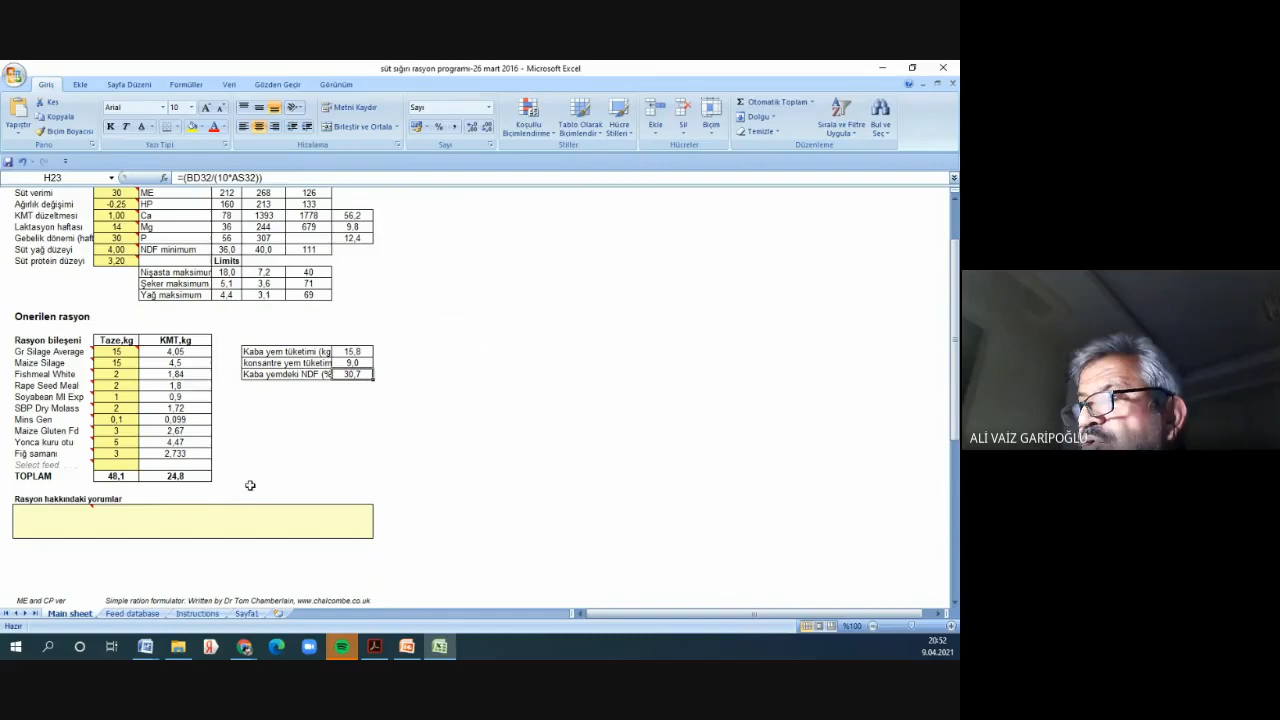 süt sığırı rasyon programı-26 mart 2016 - Microsoft Excel
Giriş Ekle Sayfa Düzeni Formüller Veri Gözden Geçir Görünüm
Kes
Kopyala
Biçim Boyacısı
Yapıştır
Pano
Arial 10
Yazı Tipi
Metni Kaydır
Birleştir ve Ortala
Hizalama
Sayı
Sayı
Koşullu Biçimlendirme
Tablo Olarak Biçimlendir
Hücre Stilleri
Stiller
Ekle Sil Biçim
Hücreler
Otomatik Toplam
Dolgu
Temizle
Sırala ve Filtre Uygula
Bul ve Seç
Düzenleme
H23 fx =(BD32/(10*AS32))
Süt verimi 30 ME 212 268 126
Ağırlık değişimi -0,25 HP 160 213 133
KMT düzeltmesi 1,00 Ca 78 1393 1778 56,2
Laktasyon haftası 14 Mg 36 244 679 9,8
Gebelik dönemi (haft 30 P 56 307 12,4
Süt yağ düzeyi 4,00 NDF minimum 36,0 40,0 111
Süt protein düzeyi 3,20 Limits
Nişasta maksimur 18,0 7,2 40
Şeker maksimum 5,1 3,6 71
Yağ maksimum 4,4 3,1 69
Onerilen rasyon
Rasyon bileşeni Taze,kg KMT,kg
Gr Silage Average 15 4,05 Kaba yem tüketimi (kg 15,8
Maize Silage 15 4,5 konsantre yem tüketim 9,0
Fishmeal White 2 1,84 Kaba yemdeki NDF (% 30,7
Rape Seed Meal 2 1,8
Soyabean Ml Exp 1 0,9
SBP Dry Molass 2 1,72
Mins Gen 0,1 0,099
Maize Gluten Fd 3 2,67
Yonca kuru otu 5 4,47
Fiğ samanı 3 2,733
Select feed . . .
TOPLAM 48,1 24,8
Rasyon hakkındaki yorumlar
ME and CP ver Simple ration formulator: Written by Dr Tom Chamberlain, www.chalcombe.co.uk
Main sheet Feed database Instructions Sayfa1
Hazır %100
20:52
9.04.2021
ALİ VAİZ GARİPOĞLU